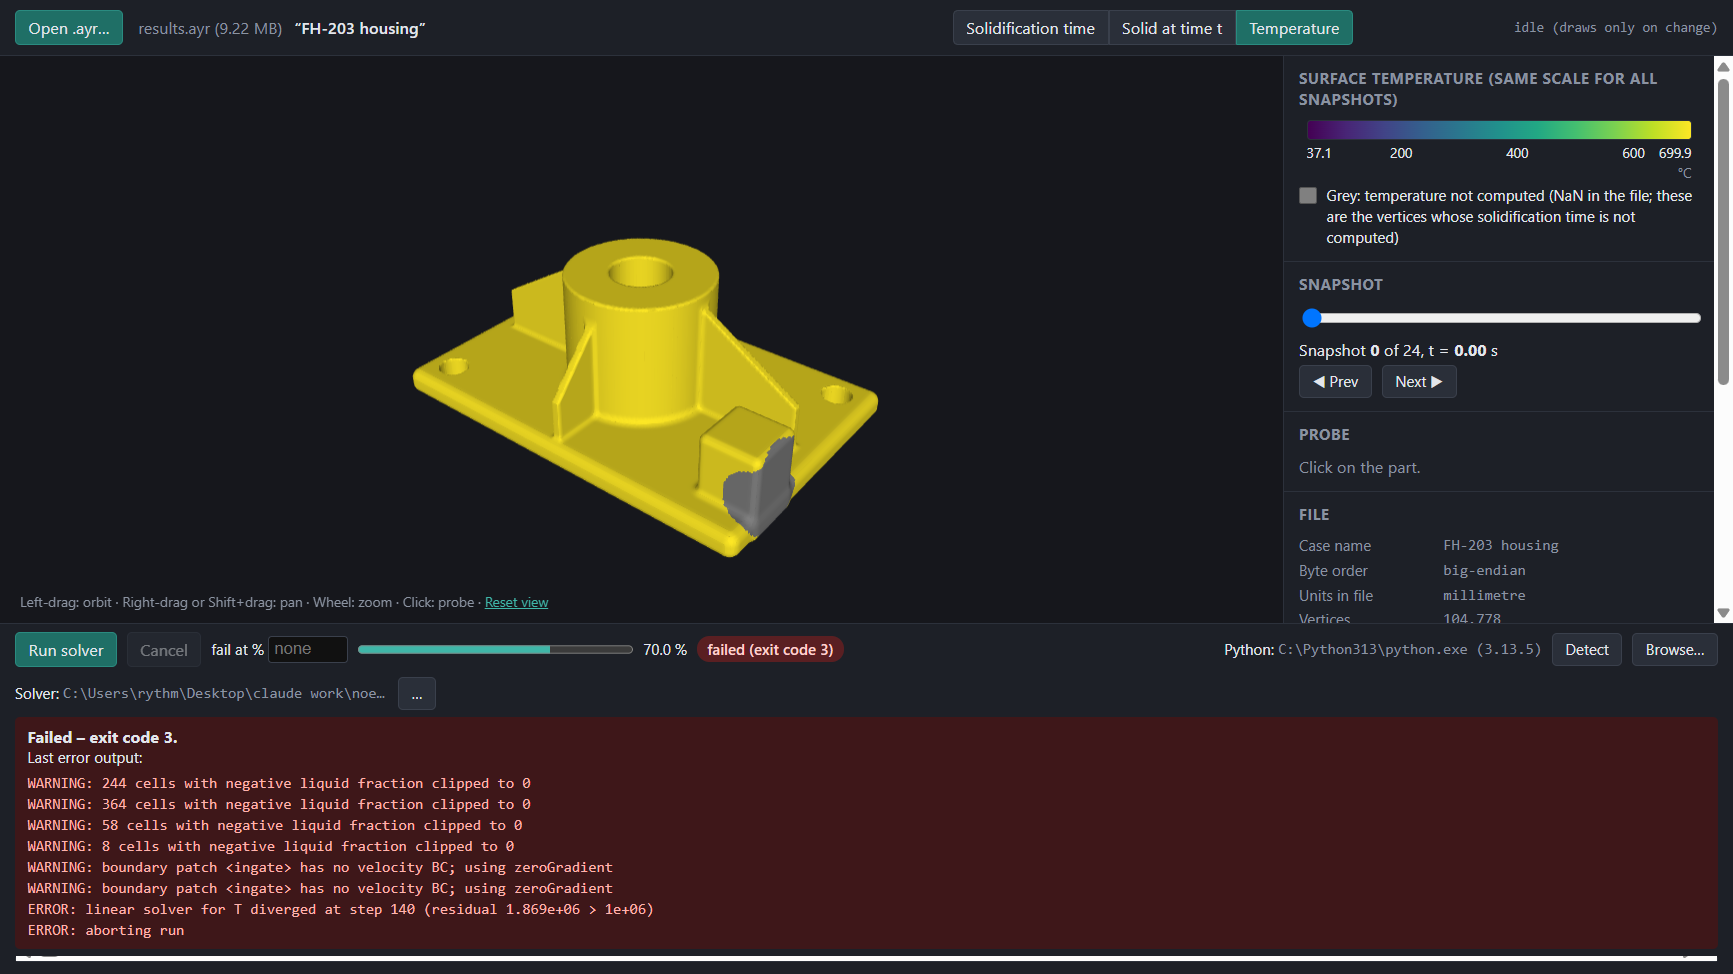 Open .ayr...
results.ayr (9.22 MB)
“FH-203 housing”
Solidification time
Solid at time t
Temperature
idle (draws only on change)
SURFACE TEMPERATURE (SAME SCALE FOR ALL
SNAPSHOTS)
37.1 200 400 600 699.9
°C
Grey: temperature not computed (NaN in the file; these
are the vertices whose solidification time is not
computed)
SNAPSHOT
Snapshot 0 of 24, t = 0.00 s
◀ Prev
Next ▶
PROBE
Click on the part.
FILE
Case name FH-203 housing
Byte order big-endian
Units in file millimetre
Vertices 104,778
Left-drag: orbit · Right-drag or Shift+drag: pan · Wheel: zoom · Click: probe · Reset view
Run solver
Cancel
fail at % none
70.0 %
failed (exit code 3)
Python: C:\Python313\python.exe (3.13.5)
Detect
Browse...
Solver: C:\Users\rythm\Desktop\claude work\noe…
...
Failed – exit code 3.
Last error output:
WARNING: 244 cells with negative liquid fraction clipped to 0
WARNING: 364 cells with negative liquid fraction clipped to 0
WARNING: 58 cells with negative liquid fraction clipped to 0
WARNING: 8 cells with negative liquid fraction clipped to 0
WARNING: boundary patch <ingate> has no velocity BC; using zeroGradient
WARNING: boundary patch <ingate> has no velocity BC; using zeroGradient
ERROR: linear solver for T diverged at step 140 (residual 1.869e+06 > 1e+06)
ERROR: aborting run